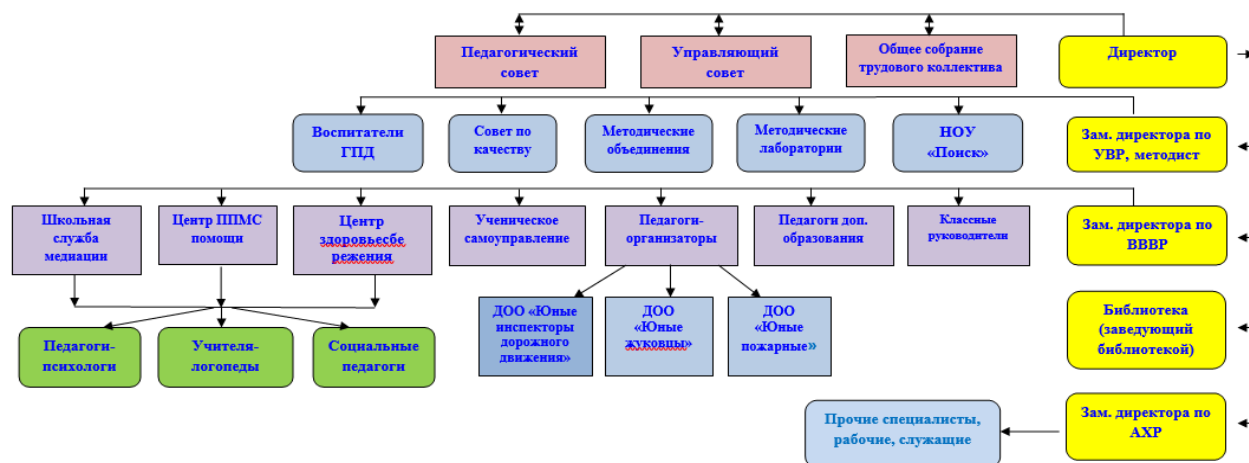 Педагогический
совет
Управляющий
совет
Общее собрание
трудового коллектива
Директор
Воспитатели
ГПД
Совет по
качеству
Методические
объединения
Методические
лаборатории
НОУ
«Поиск»
Зам. директора по
УВР, методист
Школьная
служба
медиации
Центр ППМС
помощи
Центр
здоровьесбе
режения
Ученическое
самоуправление
Педагоги-
организаторы
Педагоги доп.
образования
Классные
руководители
Зам. директора по
ВВВР
ДОО «Юные
инспекторы
дорожного
движения»
ДОО
«Юные
жуковцы»
ДОО
«Юные
пожарные»
Библиотека
(заведующий
библиотекой)
Педагоги-
психологи
Учителя-
логопеды
Социальные
педагоги
Прочие специалисты,
рабочие, служащие
Зам. директора по
АХР